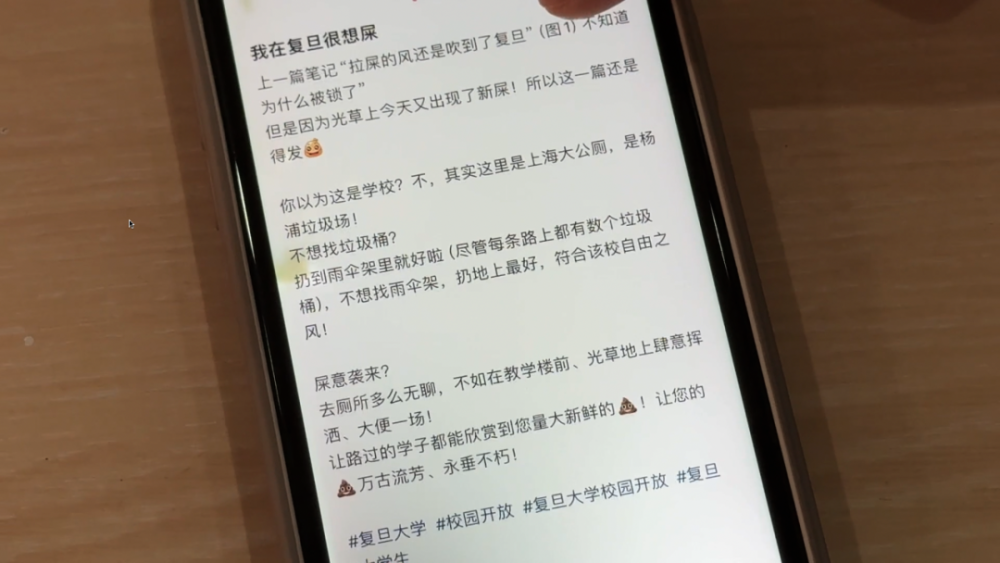 我在复旦很想屎
上一篇笔记“拉屎的风还是吹到了复旦”(图1)不知道
为什么被锁了”
但是因为光草上今天又出现了新屎！所以这一篇还是
得发
你以为这是学校？不，其实这里是上海大公厕，是杨
浦垃圾场！
不想找垃圾桶？
扔到雨伞架里就好啦(尽管每条路上都有数个垃圾
桶)，不想找雨伞架，扔地上最好，符合该校自由之
风！
屎意袭来？
去厕所多么无聊，不如在教学楼前、光草地上肆意挥
洒、大便一场！
让路过的学子都能欣赏到您量大新鲜的💩！让您的
💩万古流芳、永垂不朽！
#复旦大学 #校园开放 #复旦大学校园开放 #复旦
大学生